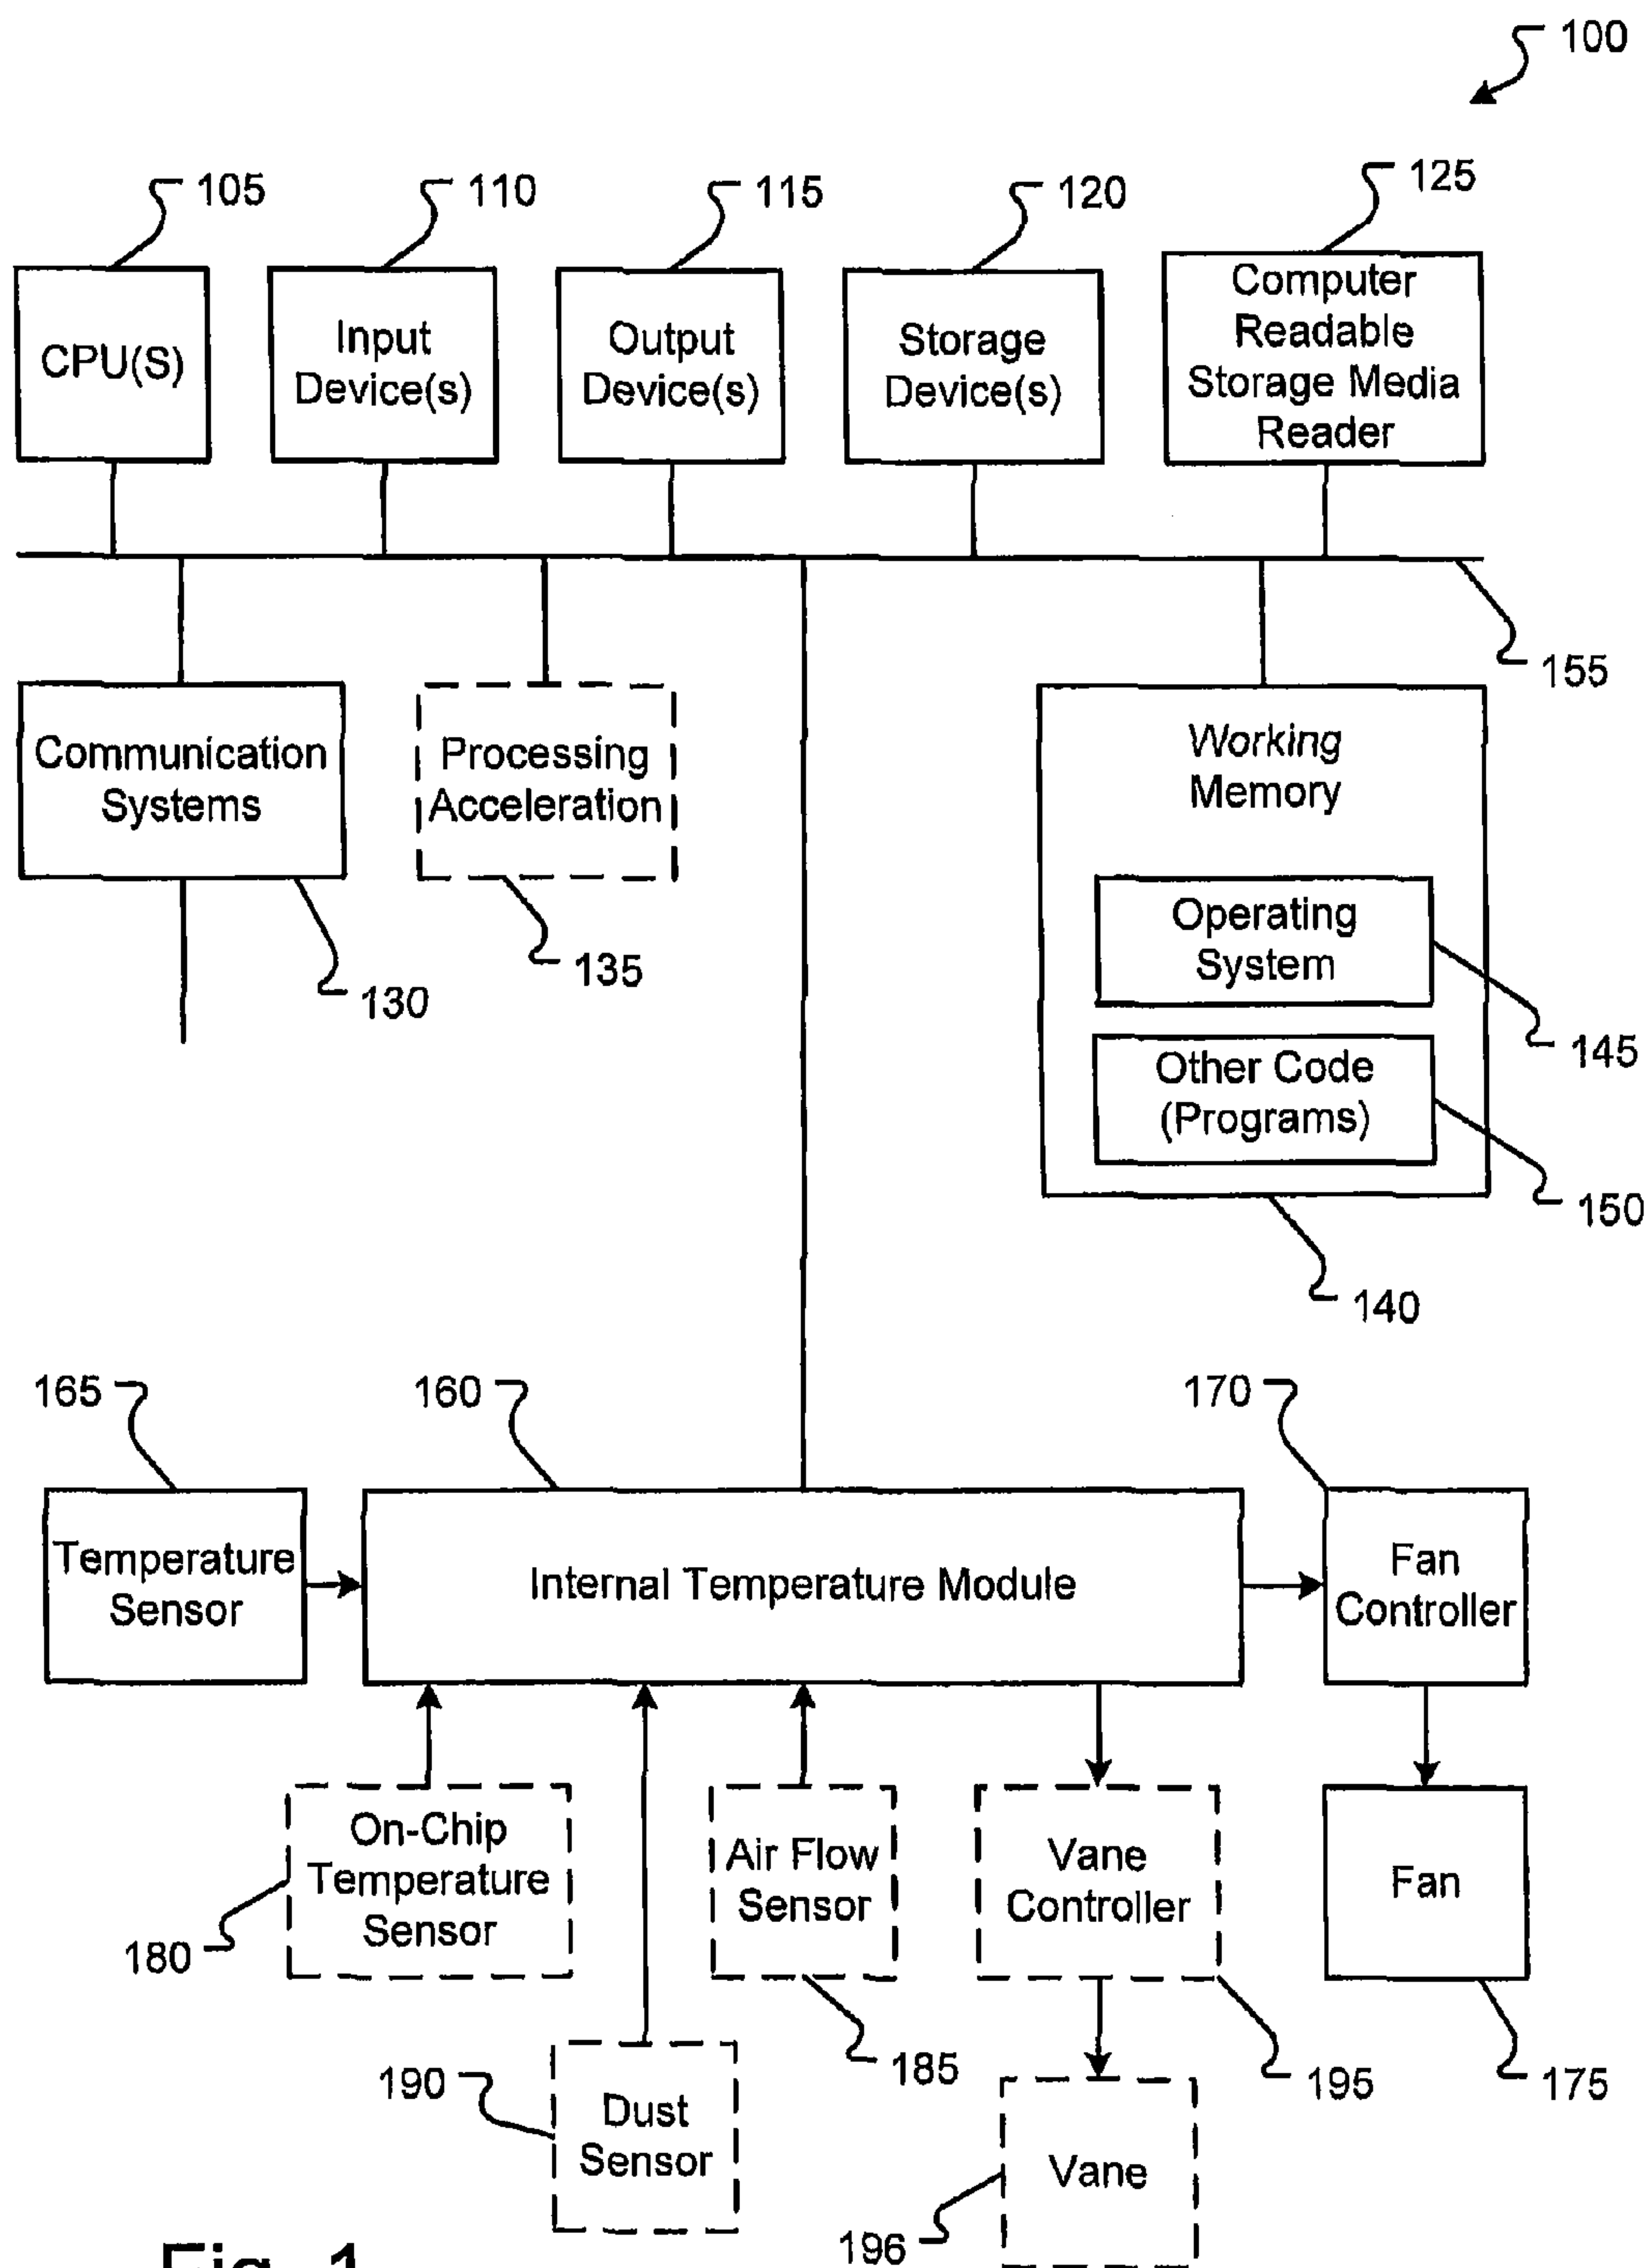 100
105
110
115
120
125
CPU(S)
Input
Device(s)
Output
Device(s)
Storage
Device(s)
Computer
Readable
Storage Media
Reader
155
Communication
Systems
130
Processing
Acceleration
135
Working
Memory
Operating
System
145
Other Code
(Programs)
150
140
165
160
170
Temperature
Sensor
Internal Temperature Module
Fan
Controller
On-Chip
Temperature
Sensor
180
Air Flow
Sensor
185
Vane
Controller
195
Fan
175
190
Dust
Sensor
Vane
196
Fig. 1